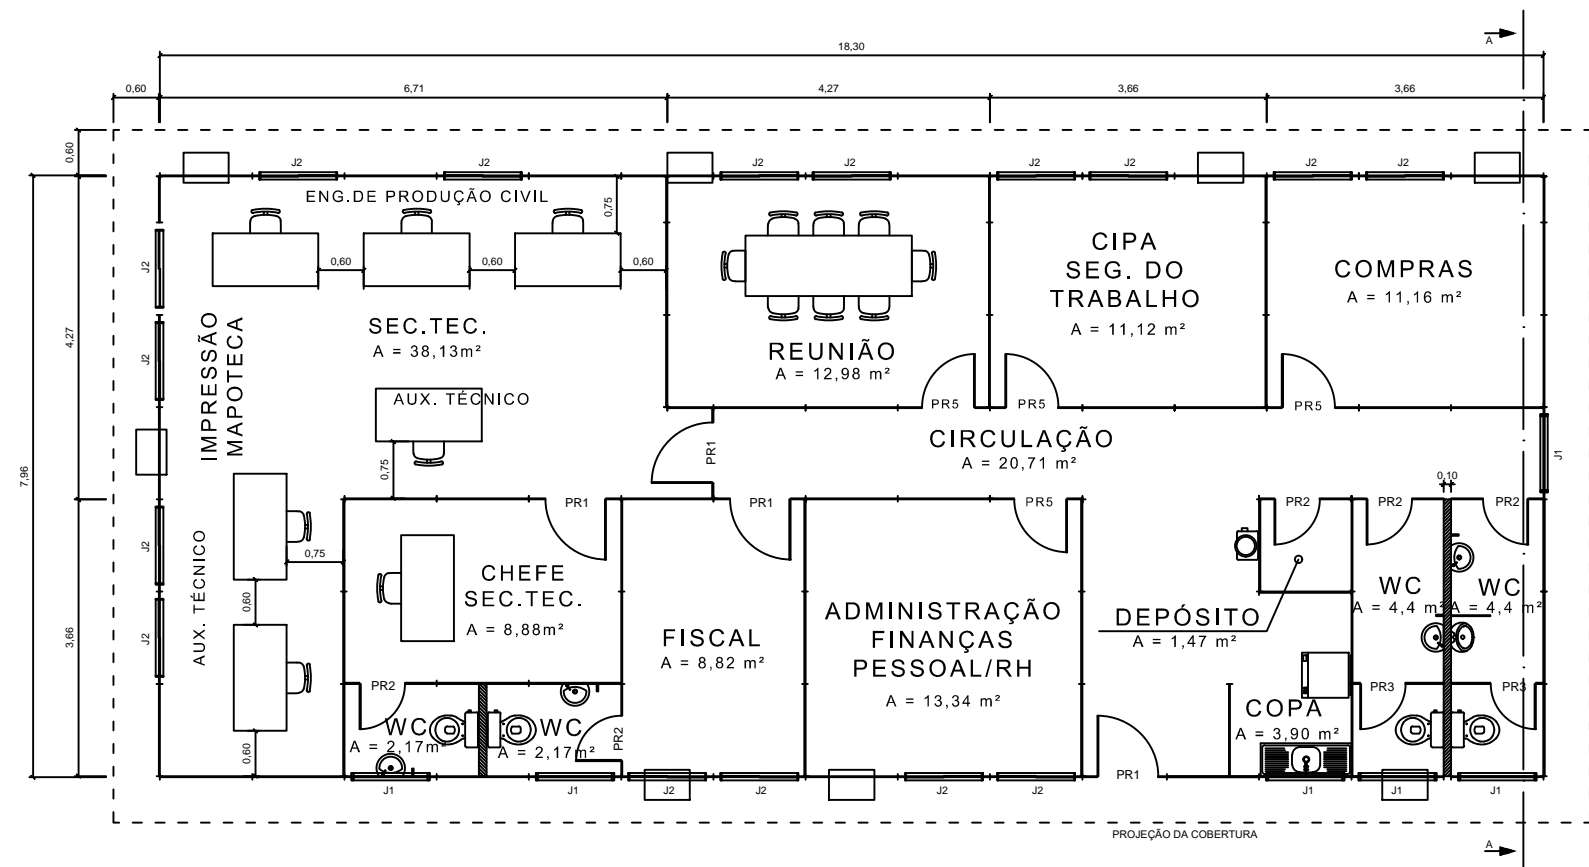 A
18,30
0,60
6,71
4,27
3,66
3,66
0,60
J2
J2
J2
J2
J2
J2
J2
J2
ENG.DE PRODUÇÃO CIVIL
0,75
0,60
0,60
0,60
J2
CIPA
SEG. DO
TRABALHO
A = 11,12 m²
COMPRAS
A = 11,16 m²
SEC.TEC.
A = 38,13m²
IMPRESSÃO
MAPOTECA
REUNIÃO
A = 12,98 m²
4,27
J2
AUX. TÉCNICO
PR5
PR5
PR5
CIRCULAÇÃO
A = 20,71 m²
PR1
J1
7,96
0,75
0,10
PR1
PR1
PR5
PR2
PR2
PR2
J2
AUX. TÉCNICO
0,75
CHEFE
SEC.TEC.
A = 8,88m²
0,60
WC
A = 4,4 m²
WC
A = 4,4 m²
ADMINISTRAÇÃO
FINANÇAS
PESSOAL/RH
A = 13,34 m²
DEPÓSITO
A = 1,47 m²
FISCAL
A = 8,82 m²
3,66
J2
PR2
PR3
PR3
COPA
A = 3,90 m²
WC
A = 2,17m²
WC
A = 2,17m²
PR2
0,60
PR1
J1
J1
J2
J2
J2
J2
J1
J1
J1
PROJEÇÃO DA COBERTURA
A